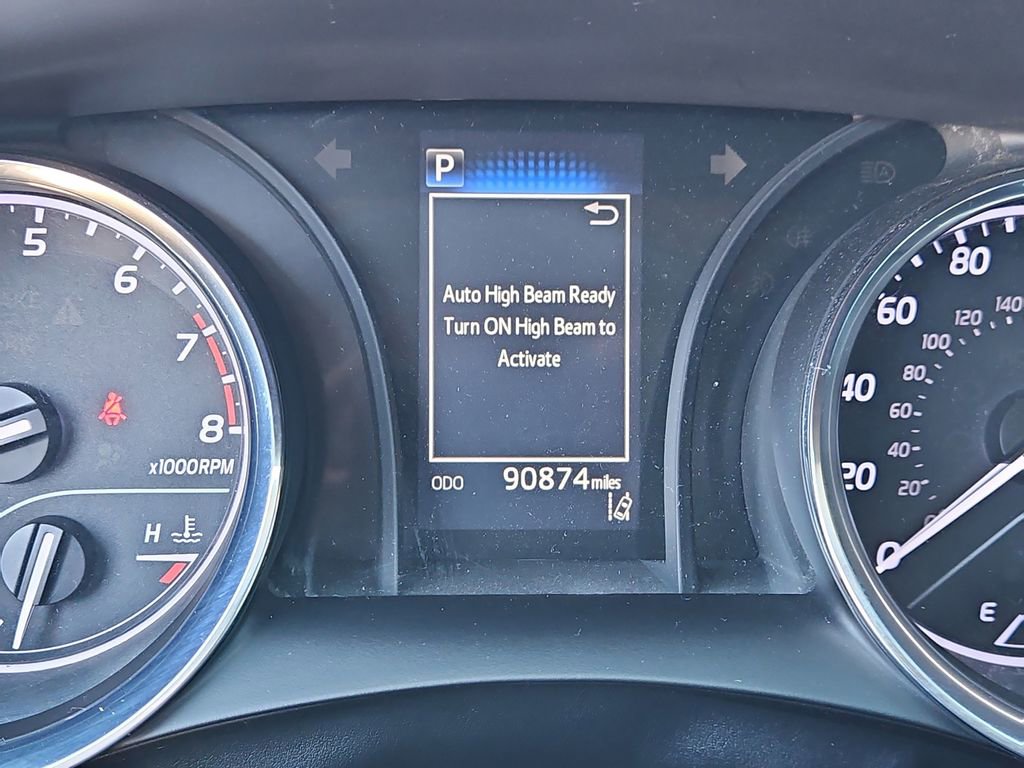 P
Auto High Beam Ready
Turn ON High Beam to
Activate
ODO 90874 miles
5
6
7
8
x1000RPM
H
80
60
40
20
0
140
120
100
80
60
40
20
E